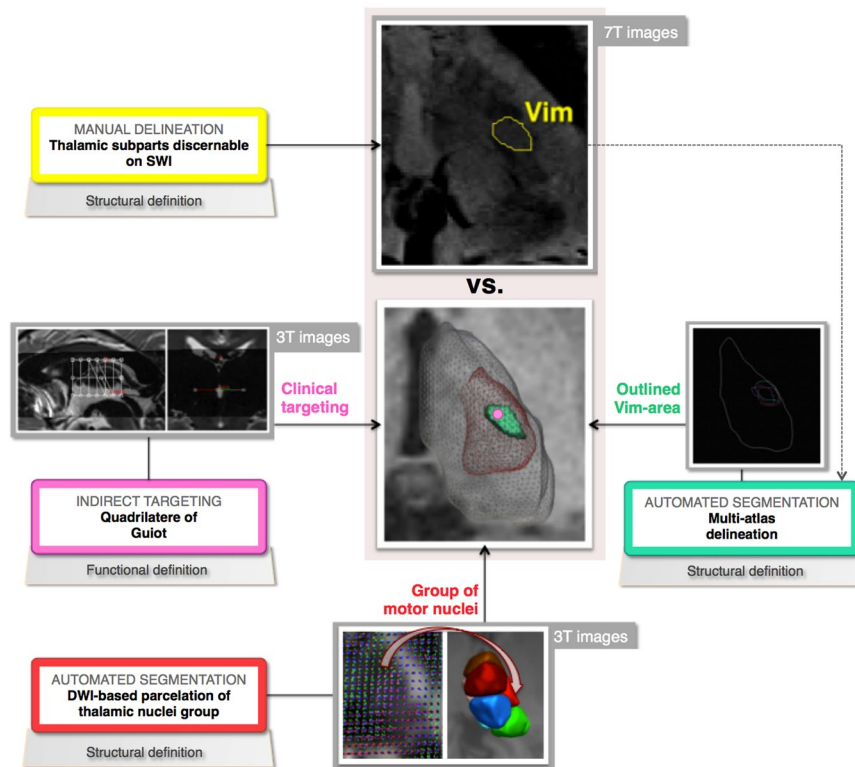 7T images
Vim
MANUAL DELINEATION
Thalamic subparts discernable
on SWI
Structural definition
vs.
3T images
Clinical
targeting
Outlined
Vim-area
INDIRECT TARGETING
Quadrilatere of
Guiot
Functional definition
AUTOMATED SEGMENTATION
Multi-atlas
delineation
Structural definition
Group of
motor nuclei
3T images
AUTOMATED SEGMENTATION
DWI-based parcelation of
thalamic nuclei group
Structural definition